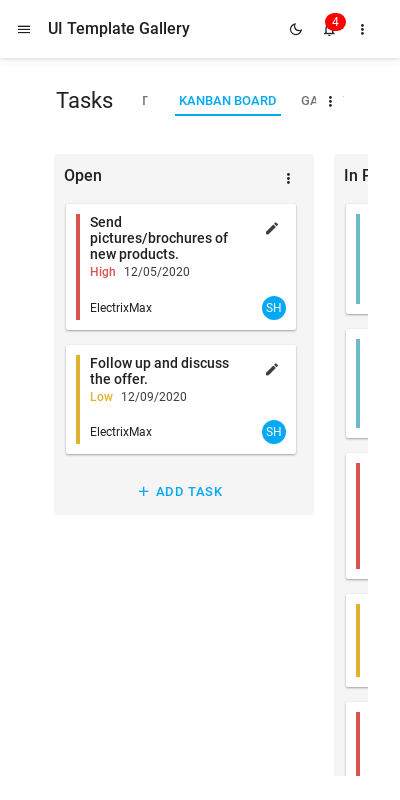 UI Template Gallery
4
Tasks
KANBAN BOARD
GA
Open
Send
pictures/brochures of
new products.
High 12/05/2020
ElectrixMax
SH
Follow up and discuss
the offer.
Low 12/09/2020
ElectrixMax
SH
+ ADD TASK
In